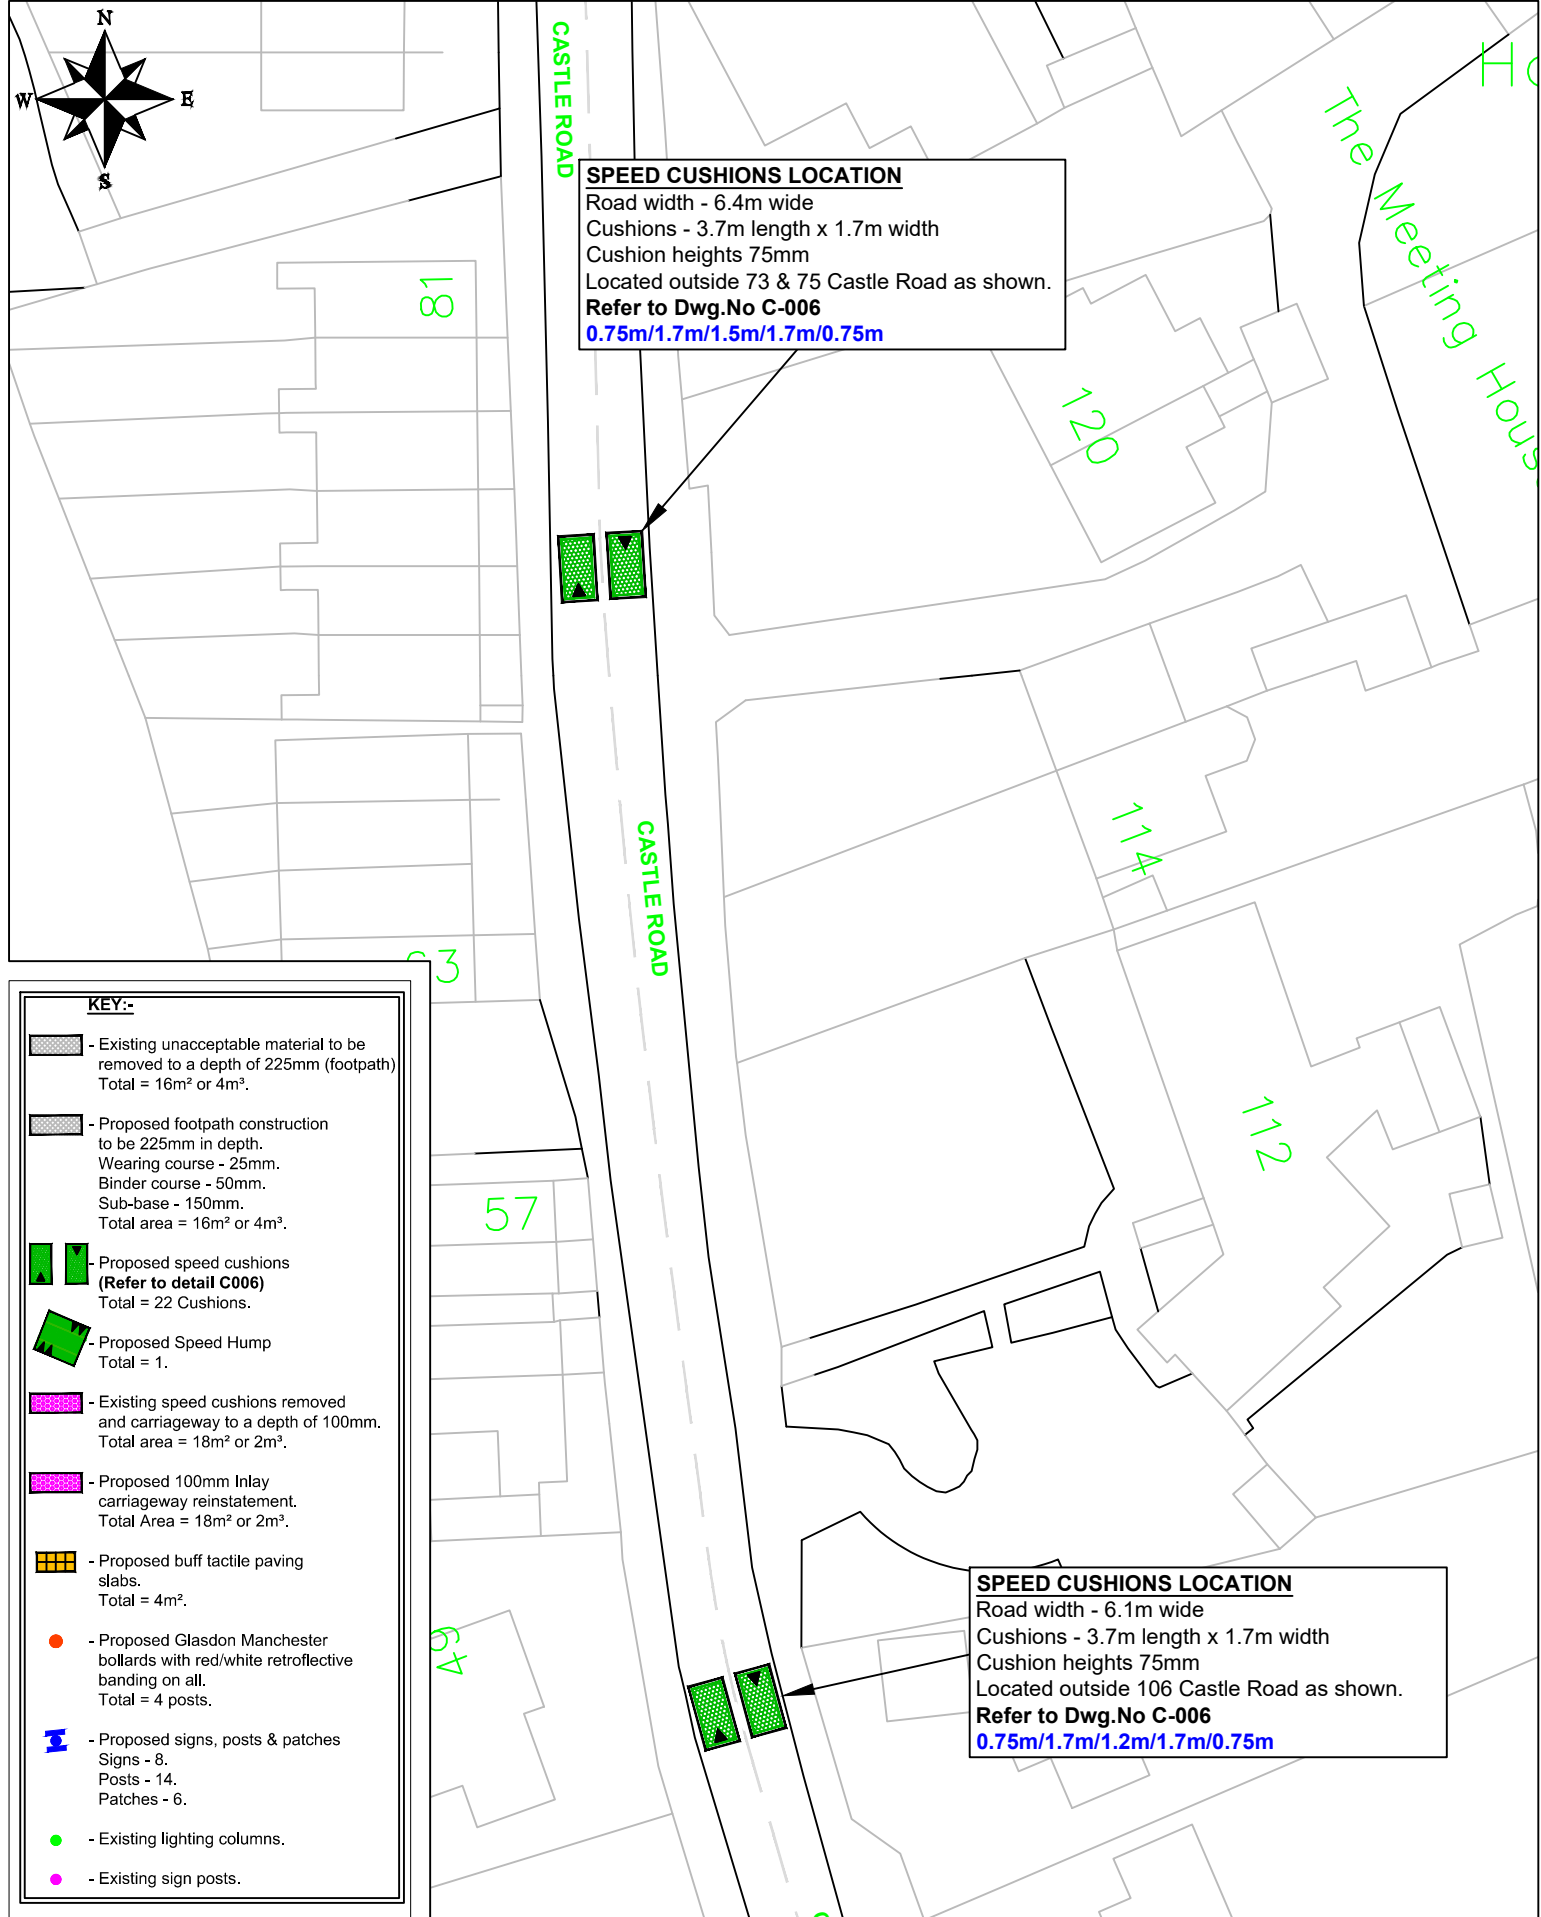 N
W
E
S
CASTLE ROAD
SPEED CUSHIONS LOCATION
Road width - 6.4m wide
Cushions - 3.7m length x 1.7m width
Cushion heights 75mm
Located outside 73 & 75 Castle Road as shown.
Refer to Dwg.No C-006
0.75m/1.7m/1.5m/1.7m/0.75m
The Meeting House
81
120
CASTLE ROAD
114
112
57
KEY:-
- Existing unacceptable material to be
removed to a depth of 225mm (footpath)
Total = 16m² or 4m³.
- Proposed footpath construction
to be 225mm in depth.
Wearing course - 25mm.
Binder course - 50mm.
Sub-base - 150mm.
Total area = 16m² or 4m³.
- Proposed speed cushions
(Refer to detail C006)
Total = 22 Cushions.
- Proposed Speed Hump
Total = 1.
- Existing speed cushions removed
and carriageway to a depth of 100mm.
Total area = 18m² or 2m³.
- Proposed 100mm Inlay
carriageway reinstatement.
Total Area = 18m² or 2m³.
- Proposed buff tactile paving
slabs.
Total = 4m².
- Proposed Glasdon Manchester
bollards with red/white retroflective
banding on all.
Total = 4 posts.
- Proposed signs, posts & patches
Signs - 8.
Posts - 14.
Patches - 6.
- Existing lighting columns.
- Existing sign posts.
SPEED CUSHIONS LOCATION
Road width - 6.1m wide
Cushions - 3.7m length x 1.7m width
Cushion heights 75mm
Located outside 106 Castle Road as shown.
Refer to Dwg.No C-006
0.75m/1.7m/1.2m/1.7m/0.75m